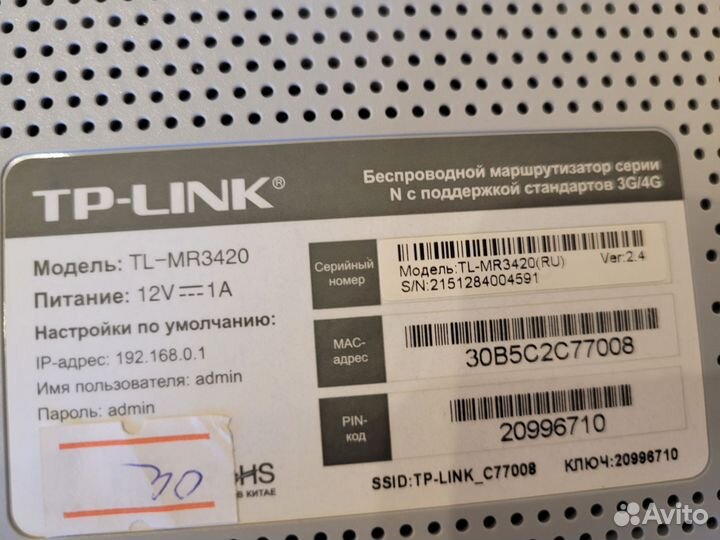 TP-LINK®
Беспроводной маршрутизатор серии
N с поддержкой стандартов 3G/4G
Модель: TL-MR3420
Питание: 12V⎓1A
Настройки по умолчанию:
IP-адрес: 192.168.0.1
Имя пользователя: admin
Пароль: admin
Серийный
номер
Модель:TL-MR3420(RU) Ver:2.4
S/N:2151284004591
MAC-
адрес
30B5C2C77008
PIN-
код
20996710
SSID:TP-LINK_C77008 КЛЮЧ:20996710
В КИТАЕ
Avito